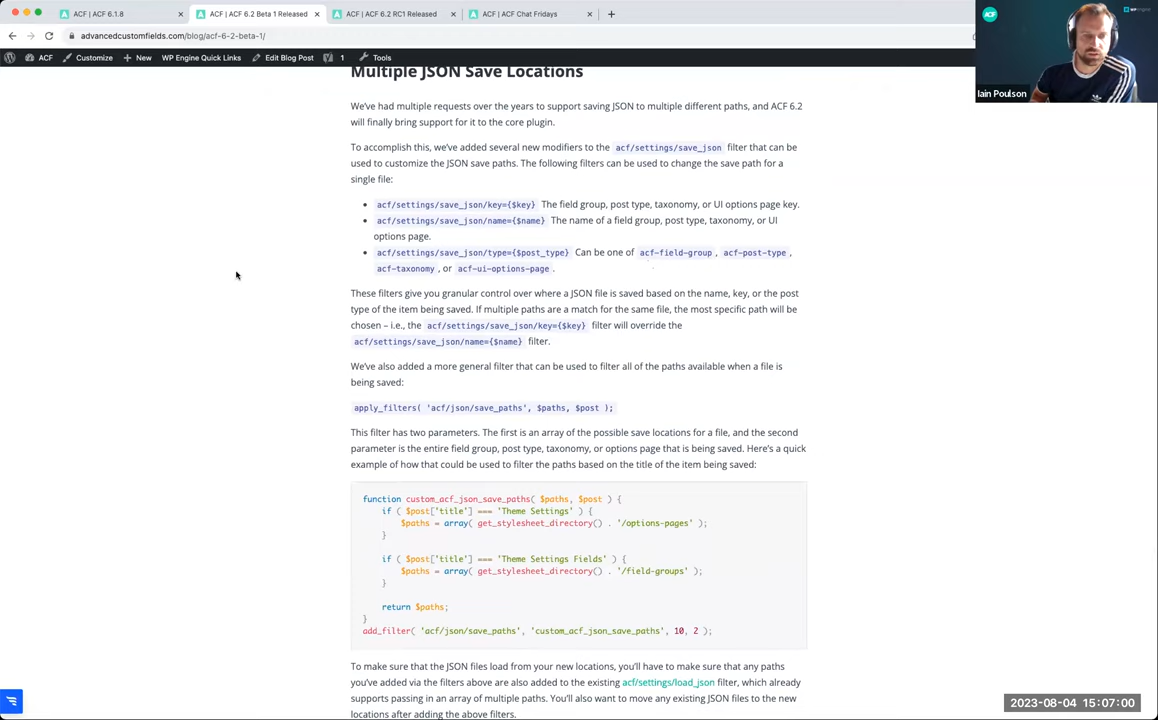 ACF | ACF 6.1.8
ACF | ACF 6.2 Beta 1 Released
ACF | ACF 6.2 RC1 Released
ACF | ACF Chat Fridays
advancedcustomfields.com/blog/acf-6-2-beta-1/
ACF Customize New WP Engine Quick Links 1 Edit Blog Post Tools
ACF
Iain Poulson
Multiple JSON Save Locations
We've had multiple requests over the years to support saving JSON to multiple different paths, and ACF 6.2
will finally bring support for it to the core plugin.
To accomplish this, we've added several new modifiers to the acf/settings/save_json filter that can be
used to customize the JSON save paths. The following filters can be used to change the save path for a
single file:
• acf/settings/save_json/key={$key} The field group, post type, taxonomy, or UI options page key.
• acf/settings/save_json/name={$name} The name of a field group, post type, taxonomy, or UI
options page.
• acf/settings/save_json/type={$post_type} Can be one of acf-field-group, acf-post-type,
acf-taxonomy, or acf-ui-options-page.
These filters give you granular control over where a JSON file is saved based on the name, key, or the post
type of the item being saved. If multiple paths are a match for the same file, the most specific path will be
chosen – i.e., the acf/settings/save_json/key={$key} filter will override the
acf/settings/save_json/name={$name} filter.
We've also added a more general filter that can be used to filter all of the paths available when a file is
being saved:
apply_filters( 'acf/json/save_paths', $paths, $post );
This filter has two parameters. The first is an array of the possible save locations for a file, and the second
parameter is the entire field group, post type, taxonomy, or options page that is being saved. Here's a quick
example of how that could be used to filter the paths based on the title of the item being saved:
function custom_acf_json_save_paths( $paths, $post ) {
if ( $post['title'] === 'Theme Settings' ) {
$paths = array( get_stylesheet_directory() . '/options-pages' );
}
if ( $post['title'] === 'Theme Settings Fields' ) {
$paths = array( get_stylesheet_directory() . '/field-groups' );
}
return $paths;
}
add_filter( 'acf/json/save_paths', 'custom_acf_json_save_paths', 10, 2 );
To make sure that the JSON files load from your new locations, you'll have to make sure that any paths
you've added via the filters above are also added to the existing acf/settings/load_json filter, which already
supports passing in an array of multiple paths. You'll also want to move any existing JSON files to the new
locations after adding the above filters.
2023-08-04 15:07:00